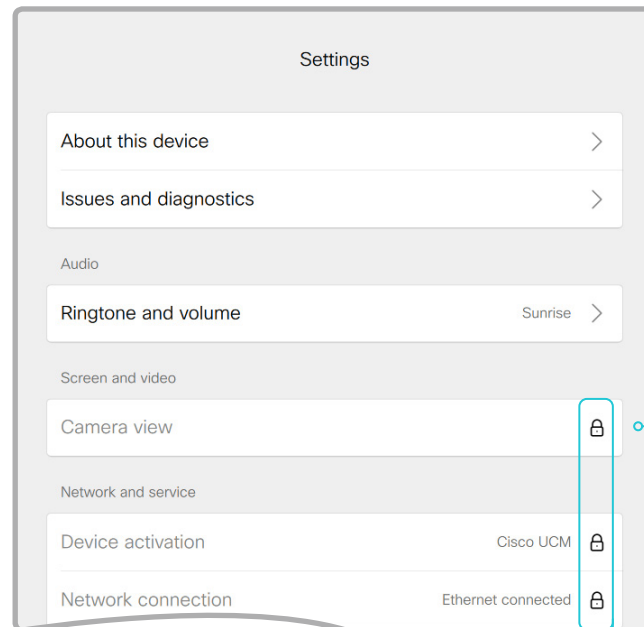 Settings
About this device
Issues and diagnostics
Audio
Ringtone and volume Sunrise
Screen and video
Camera view
Network and service
Device activation Cisco UCM
Network connection Ethernet connected